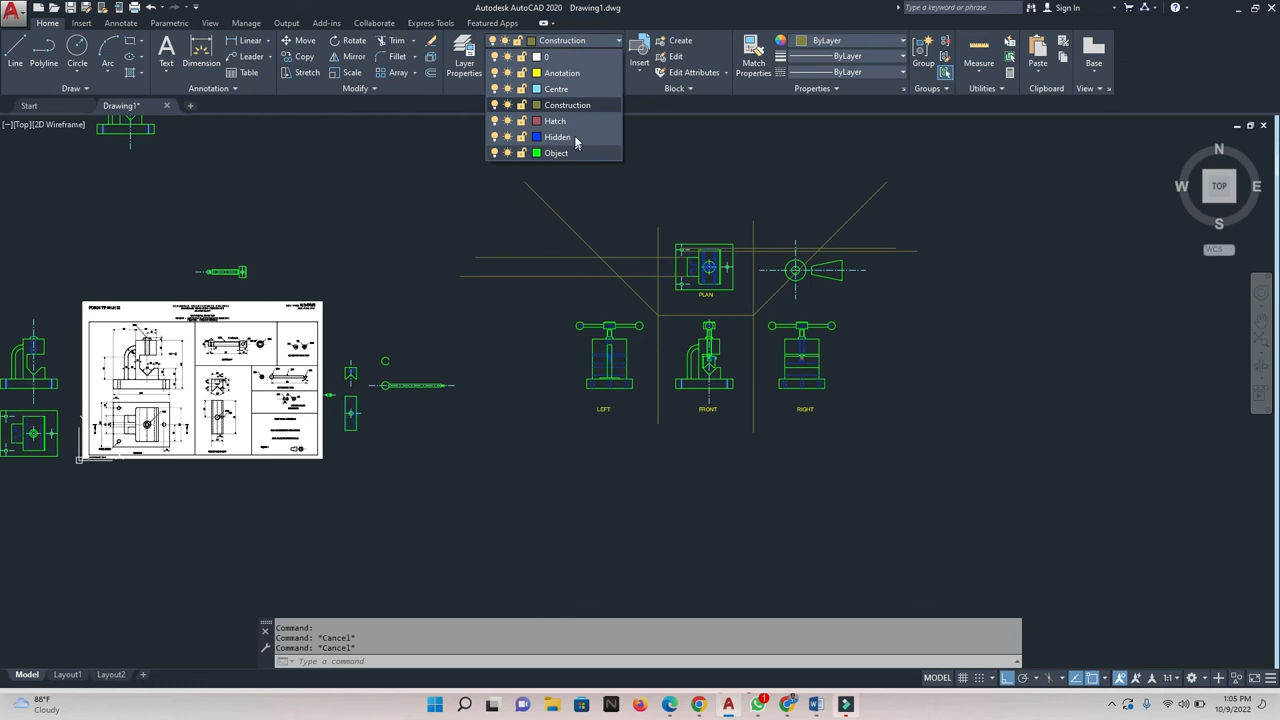 Autodesk AutoCAD 2020 Drawing1.dwg
Type a keyword or phrase
Sign In
Home Insert Annotate Parametric View Manage Output Add-ins Collaborate Express Tools Featured Apps
Line Polyline Circle Arc
Text Dimension
Linear
Leader
Table
Move Rotate Trim
Copy Mirror Fillet
Stretch Scale Array
Layer Properties
Construction
0
Anotation
Centre
Construction
Hatch
Hidden
Object
Insert
Create
Edit
Edit Attributes
Match Properties
ByLayer
ByLayer
ByLayer
Group
Measure
Paste
Base
Draw Annotation Modify Block Properties Groups Utilities Clipboard View
Start Drawing1*
[−][Top][2D Wireframe]
N
W TOP E
S
WCS
PLAN
LEFT FRONT RIGHT
Command:
Command: *Cancel*
Command: *Cancel*
Type a command
Model Layout1 Layout2
MODEL
1:1
88°F
Cloudy
1
1:05 PM
10/9/2022